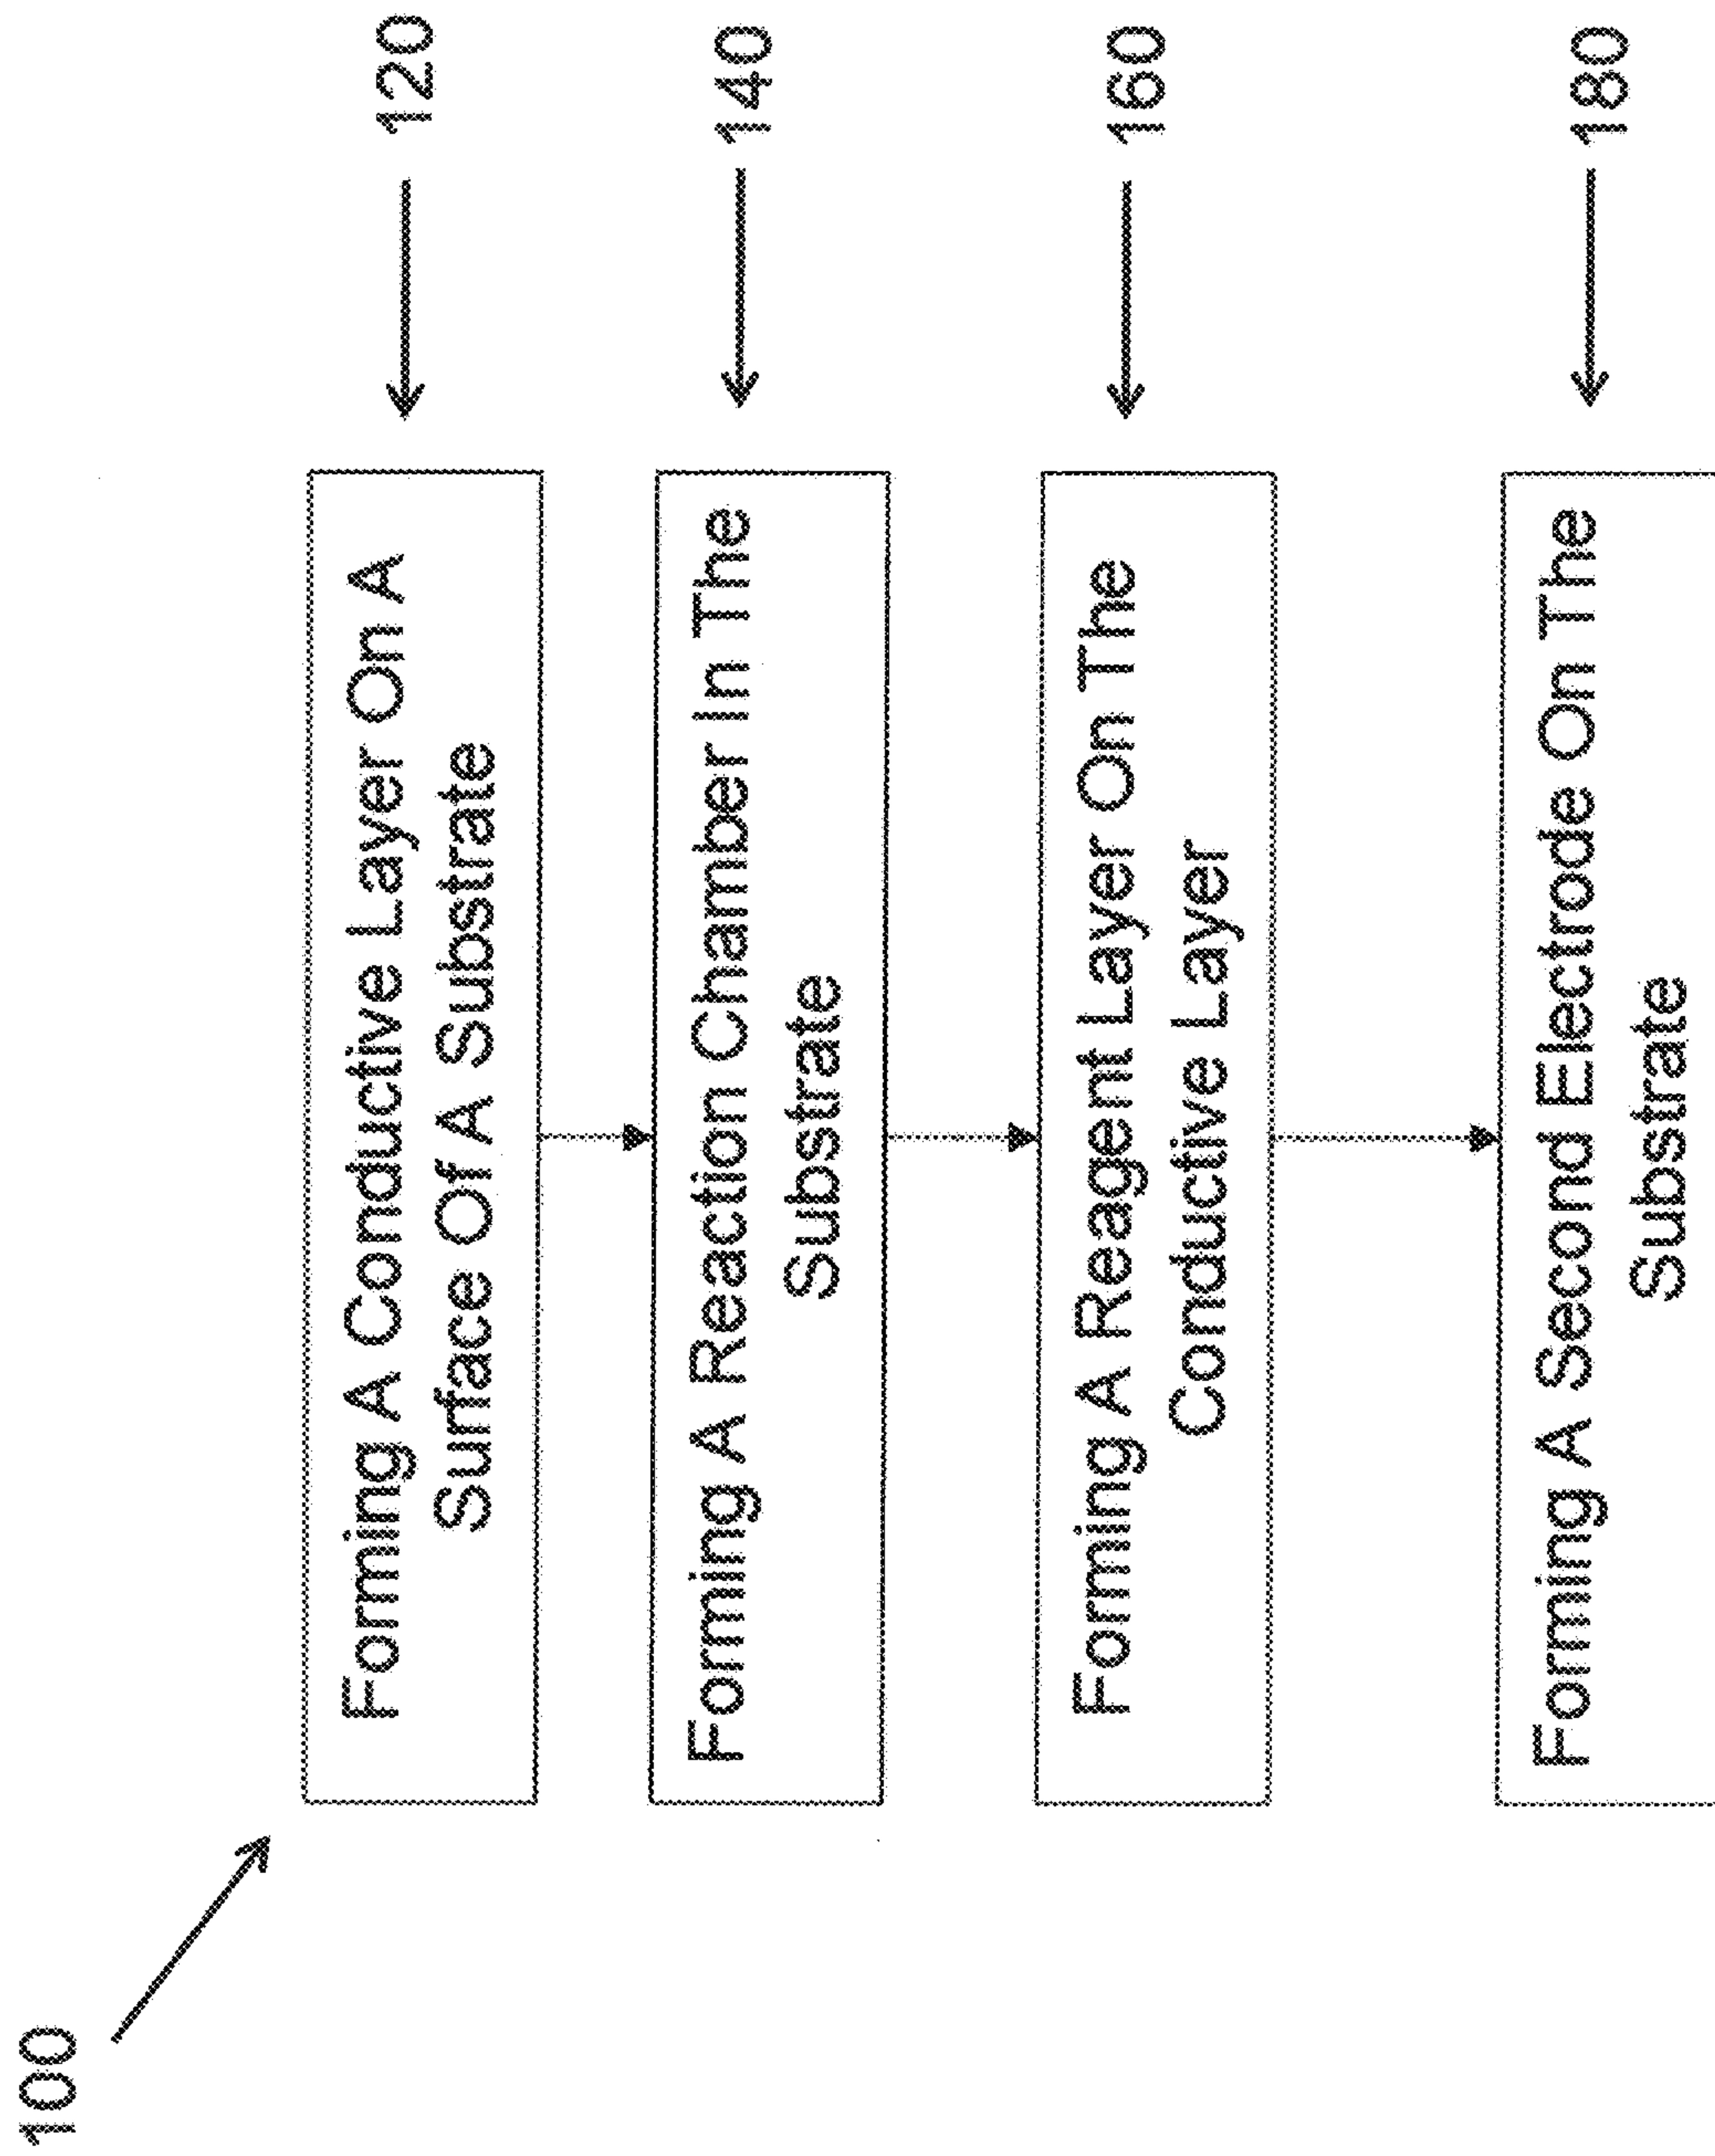 100
Forming A Conductive Layer On A
Surface Of A Substrate
120
Forming A Reaction Chamber In The
Substrate
140
Forming A Reagent Layer On The
Conductive Layer
160
Forming A Second Electrode On The
Substrate
180